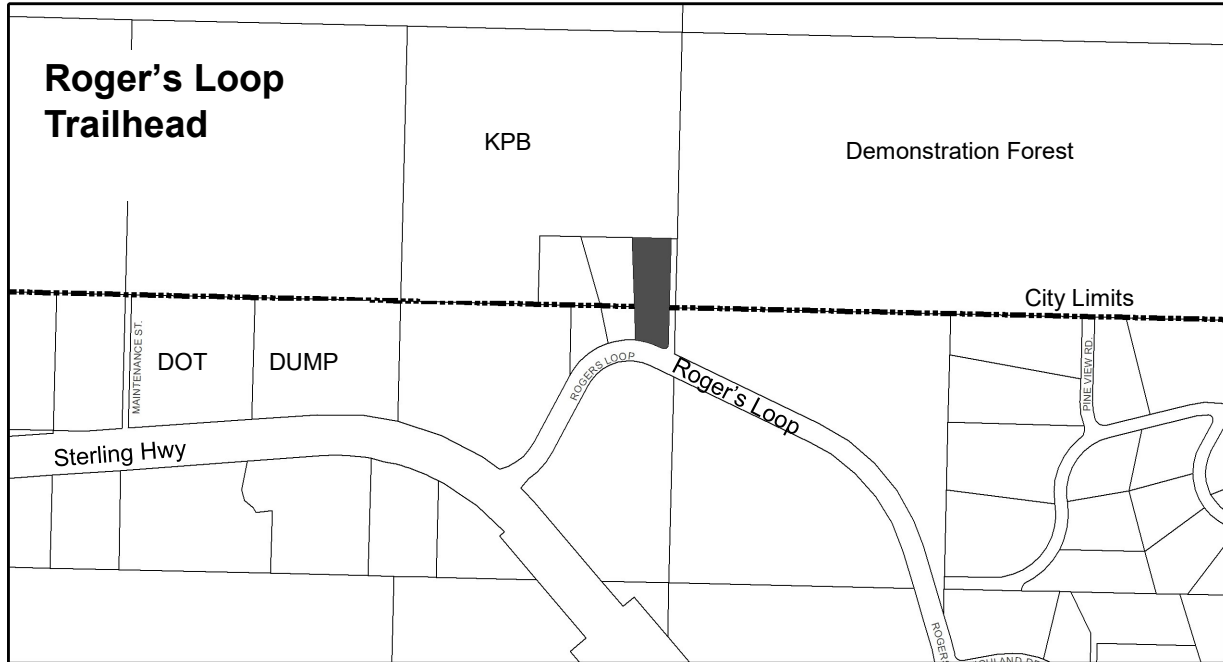 Roger's Loop
Trailhead
KPB
Demonstration Forest
City Limits
MAINTENANCE ST.
DOT
DUMP
ROGERS LOOP
Roger's Loop
PINE VIEW RD.
Sterling Hwy
ROGERS